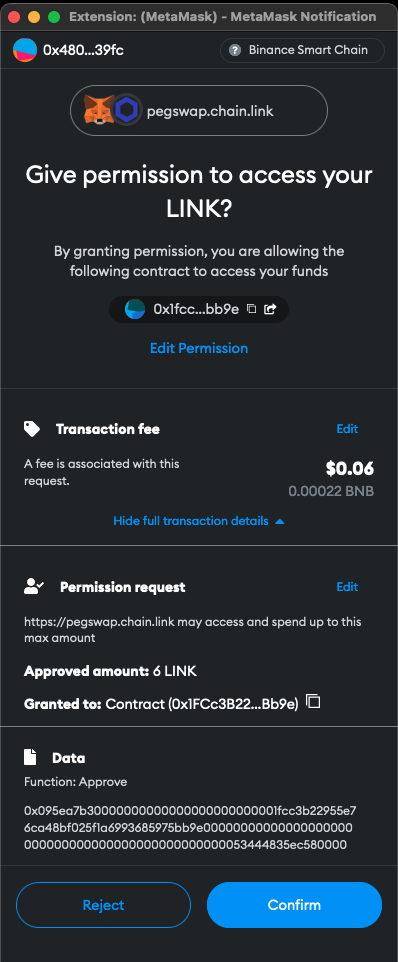 Extension: (MetaMask) - MetaMask Notification
0x480...39fc
? Binance Smart Chain
pegswap.chain.link
Give permission to access your
LINK?
By granting permission, you are allowing the
following contract to access your funds
0x1fcc...bb9e
Edit Permission
Transaction fee Edit
A fee is associated with this
request.
$0.06
0.00022 BNB
Hide full transaction details
Permission request Edit
https://pegswap.chain.link may access and spend up to this
max amount
Approved amount: 6 LINK
Granted to: Contract (0x1FCc3B22...Bb9e)
Data
Function: Approve
0x095ea7b30000000000000000000000001fcc3b22955e7
6ca48bf025f1a6993685975bb9e00000000000000000000
000000000000000000000000000053444835ec580000
Reject
Confirm